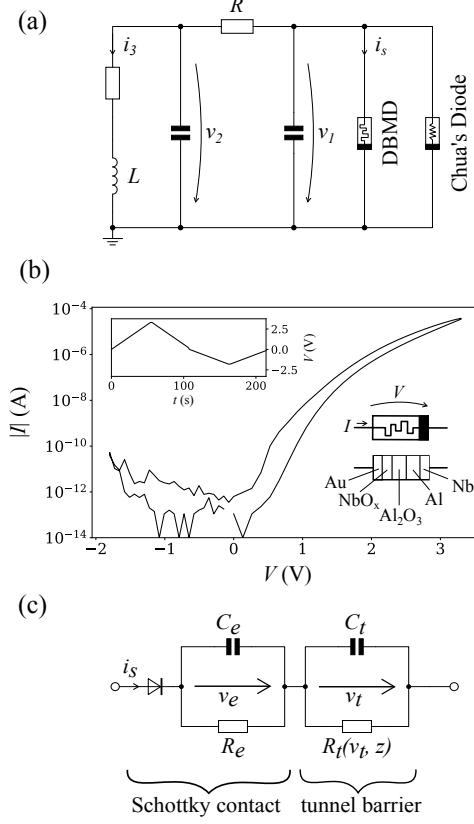 (a)
R
i₃
iₛ
v₂
v₁
L
DBMD
Chua's Diode
(b)
10⁻⁴
10⁻⁶
10⁻⁸
10⁻¹⁰
10⁻¹²
10⁻¹⁴
|I| (A)
2.5
0.0
−2.5
V (V)
0
100
200
t (s)
V
I
Au
Nb
NbOₓ
Al
Al₂O₃
−2
−1
0
1
2
3
V (V)
(c)
Cₑ
Cₜ
iₛ
vₑ
vₜ
Rₑ
Rₜ(vₜ, z)
Schottky contact
tunnel barrier